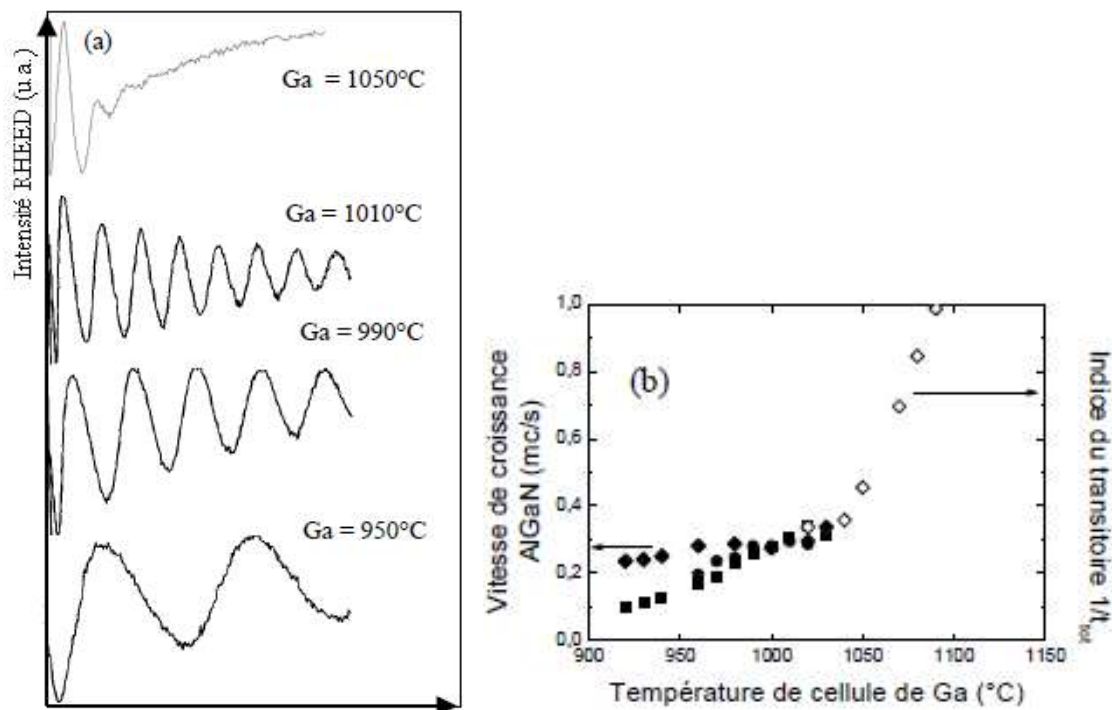 (a)
Intensité RHEED (u.a.)
Ga = 1050°C
Ga = 1010°C
Ga = 990°C
Ga = 950°C
(b)
Vitesse de croissance
AlGaN (mc/s)
1,0
0,8
0,6
0,4
0,2
0,0
900 950 1000 1050 1100 1150
Température de cellule de Ga (°C)
Indice du transitoire 1/t_tot